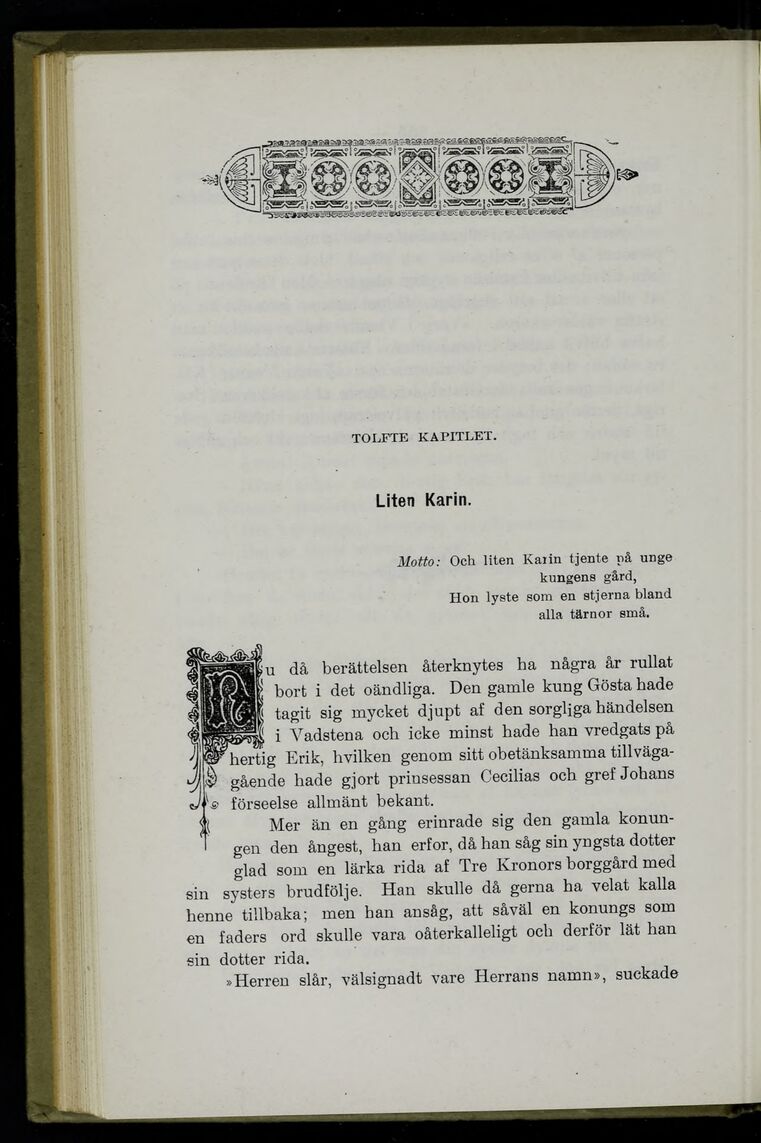 TOLFTE KAPITLET.
Liten Karin.
Motto: Och liten Karin tjente på unge
kungens gård,
Hon lyste som en stjerna bland
alla tärnor små.
Nu då berättelsen återknytes ha några år rullat
bort i det oändliga. Den gamle kung Gösta hade
tagit sig mycket djupt af den sorgliga händelsen
i Vadstena och icke minst hade han vredgats på
hertig Erik, hvilken genom sitt obetänksamma tillväga-
gående hade gjort prinsessan Cecilias och gref Johans
förseelse allmänt bekant.
Mer än en gång erinrade sig den gamla konun-
gen den ångest, han erfor, då han såg sin yngsta dotter
glad som en lärka rida af Tre Kronors borggård med
sin systers brudfölje. Han skulle då gerna ha velat kalla
henne tillbaka; men han ansåg, att såväl en konungs som
en faders ord skulle vara oåterkalleligt och derför lät han
sin dotter rida.
»Herren slår, välsignadt vare Herrans namn», suckade